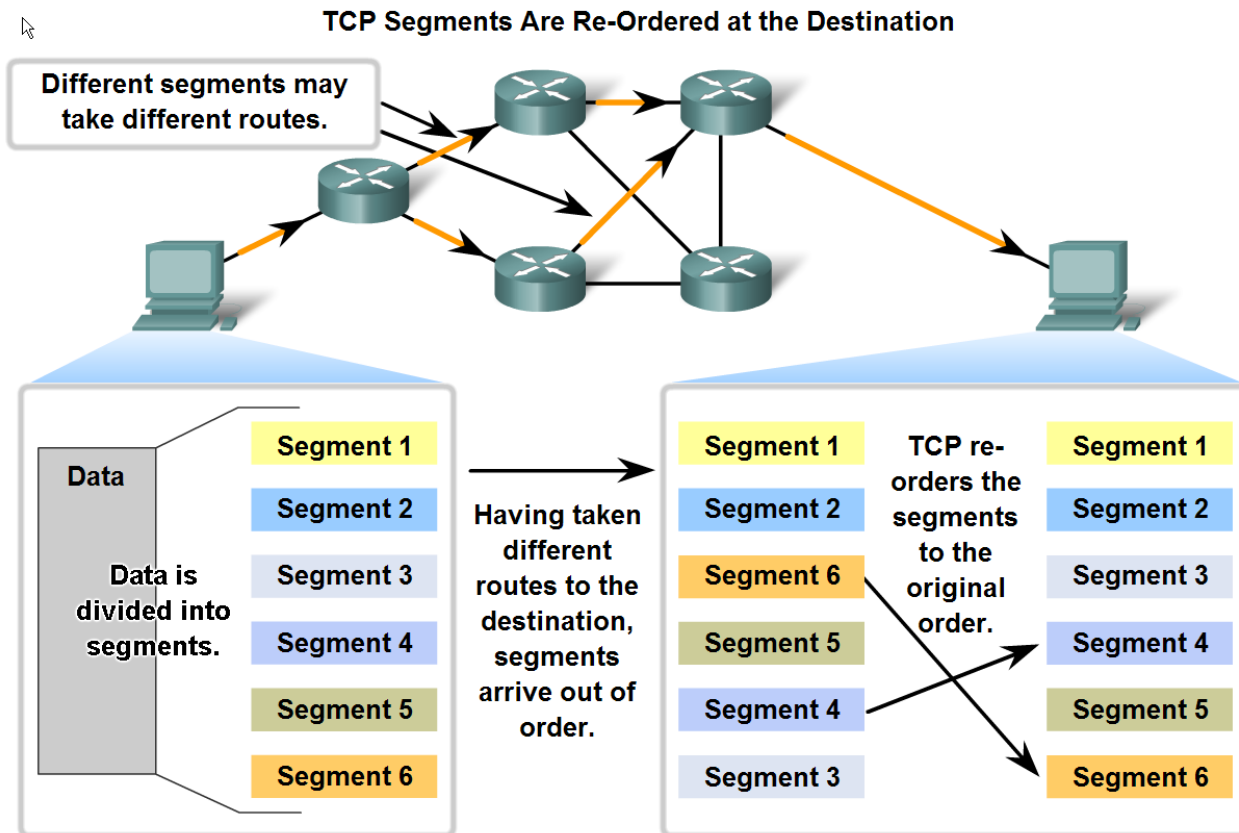 TCP Segments Are Re-Ordered at the Destination
Different segments may
take different routes.
Data
Data is
divided into
segments.
Segment 1
Segment 2
Segment 3
Segment 4
Segment 5
Segment 6
Having taken
different
routes to the
destination,
segments
arrive out of
order.
Segment 1
Segment 2
Segment 6
Segment 5
Segment 4
Segment 3
TCP re-
orders the
segments
to the
original
order.
Segment 1
Segment 2
Segment 3
Segment 4
Segment 5
Segment 6